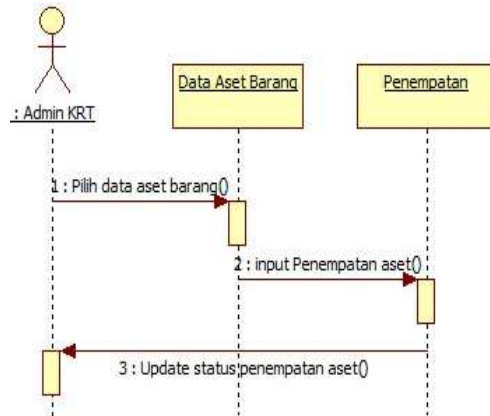 Data Aset Barang
Penempatan
: Admin KRT
1 : Pilih data aset barang()
2 : input Penempatan aset()
3 : Update status penempatan aset()